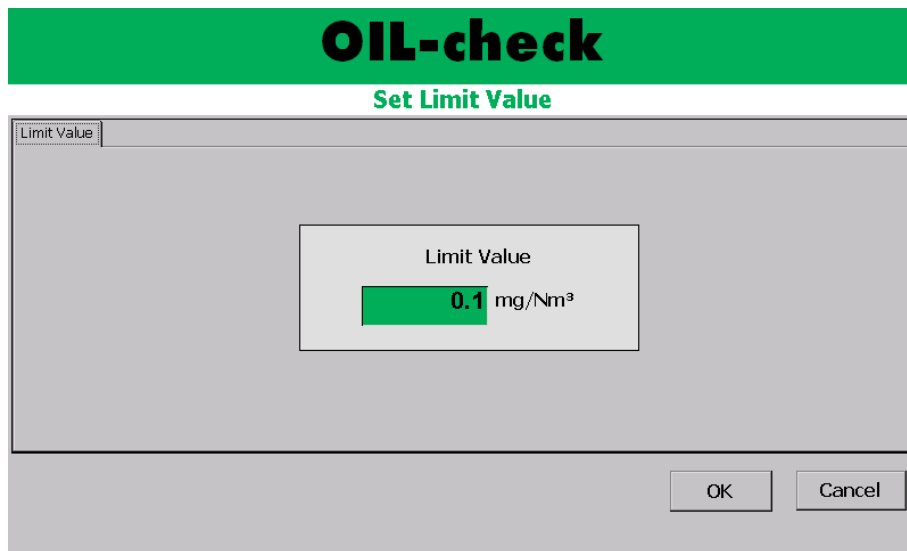 OIL-check
Set Limit Value
Limit Value
Limit Value
0.1 mg/Nm³
OK Cancel